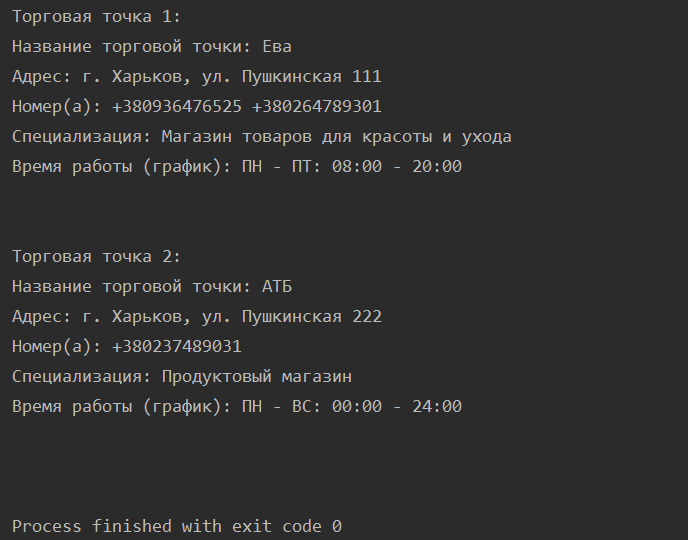 Торговая точка 1:
Название торговой точки: Ева
Адрес: г. Харьков, ул. Пушкинская 111
Номер(а): +380936476525 +380264789301
Специализация: Магазин товаров для красоты и ухода
Время работы (график): ПН - ПТ: 08:00 - 20:00
Торговая точка 2:
Название торговой точки: АТБ
Адрес: г. Харьков, ул. Пушкинская 222
Номер(а): +380237489031
Специализация: Продуктовый магазин
Время работы (график): ПН - ВС: 00:00 - 24:00
Process finished with exit code 0